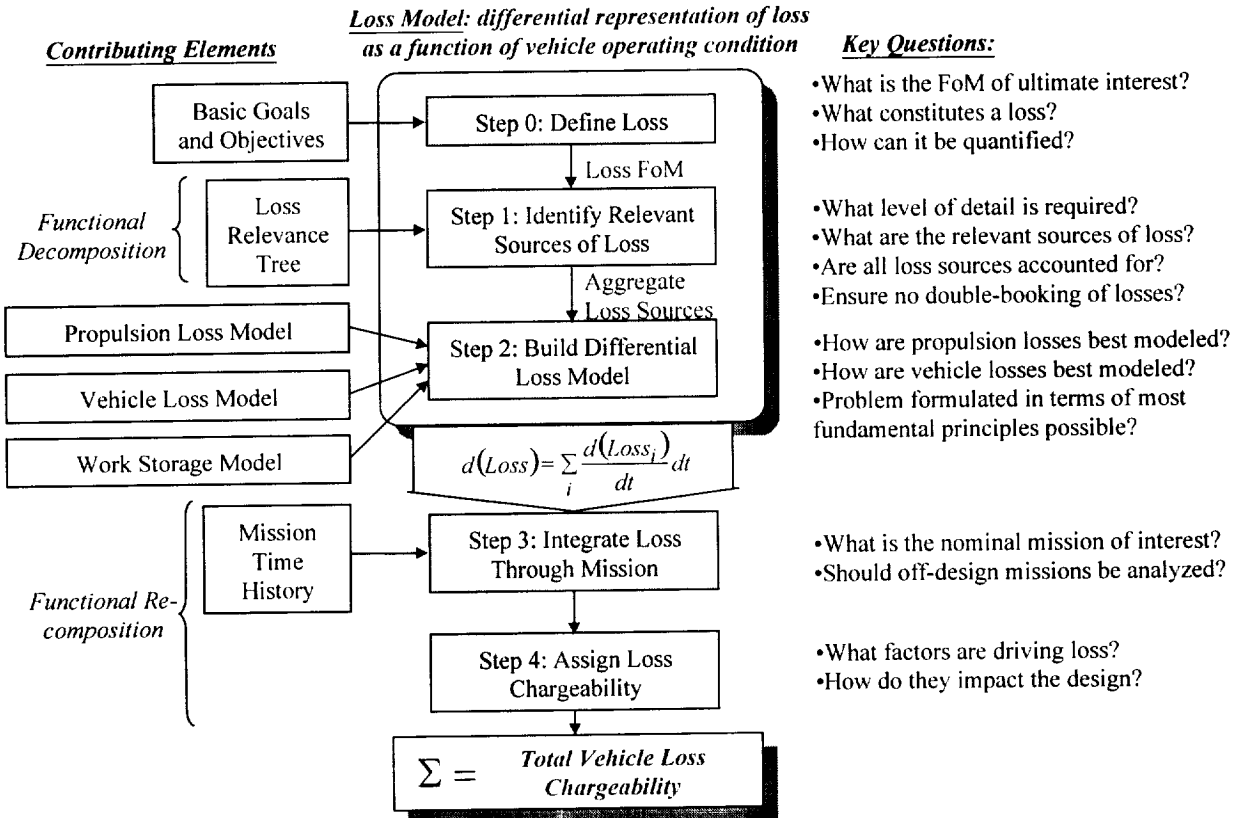 Loss Model: differential representation of loss
as a function of vehicle operating condition
Contributing Elements
Key Questions:
Basic Goals
and Objectives
Step 0: Define Loss
•What is the FoM of ultimate interest?
•What constitutes a loss?
•How can it be quantified?
Loss FoM
Functional
Decomposition
Loss
Relevance
Tree
Step 1: Identify Relevant
Sources of Loss
•What level of detail is required?
•What are the relevant sources of loss?
•Are all loss sources accounted for?
•Ensure no double-booking of losses?
Aggregate
Loss Sources
Propulsion Loss Model
Vehicle Loss Model
Work Storage Model
Step 2: Build Differential
Loss Model
•How are propulsion losses best modeled?
•How are vehicle losses best modeled?
•Problem formulated in terms of most
fundamental principles possible?
d(Loss)= ∑_i d(Loss_i)/dt dt
Functional Re-
composition
Mission
Time
History
Step 3: Integrate Loss
Through Mission
•What is the nominal mission of interest?
•Should off-design missions be analyzed?
Step 4: Assign Loss
Chargeability
•What factors are driving loss?
•How do they impact the design?
Σ = Total Vehicle Loss
Chargeability